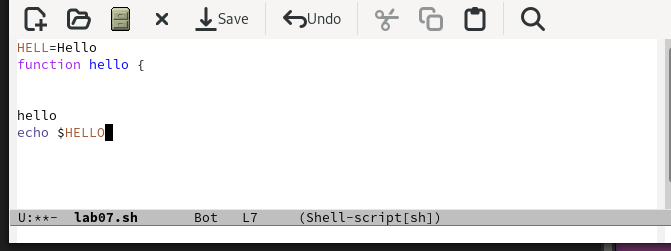 Save Undo
HELL=Hello
function hello {
hello
echo $HELLO
U:**- lab07.sh Bot L7 (Shell-script[sh])